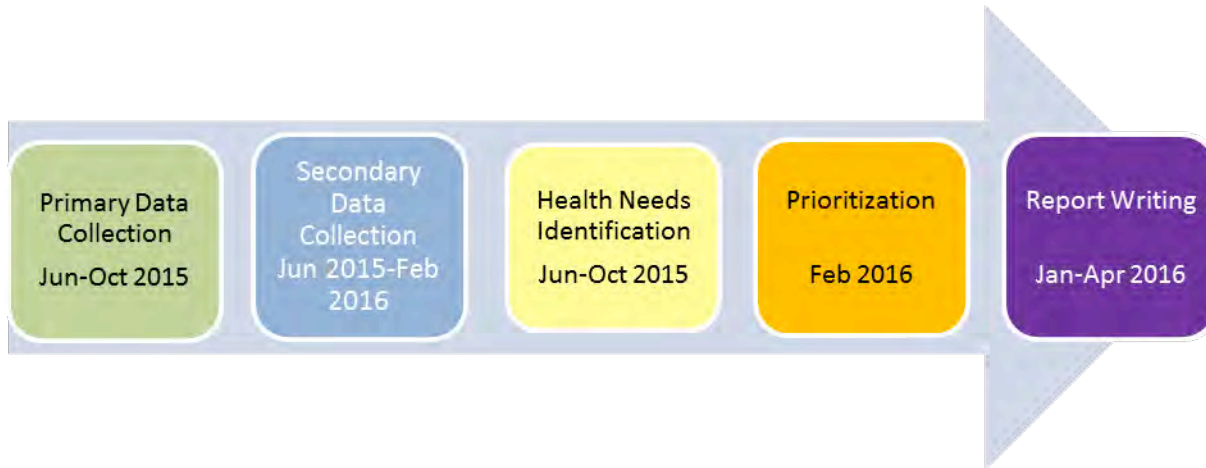 Primary Data
Collection
Jun-Oct 2015
Secondary
Data
Collection
Jun 2015-Feb
2016
Health Needs
Identification
Jun-Oct 2015
Prioritization
Feb 2016
Report Writing
Jan-Apr 2016